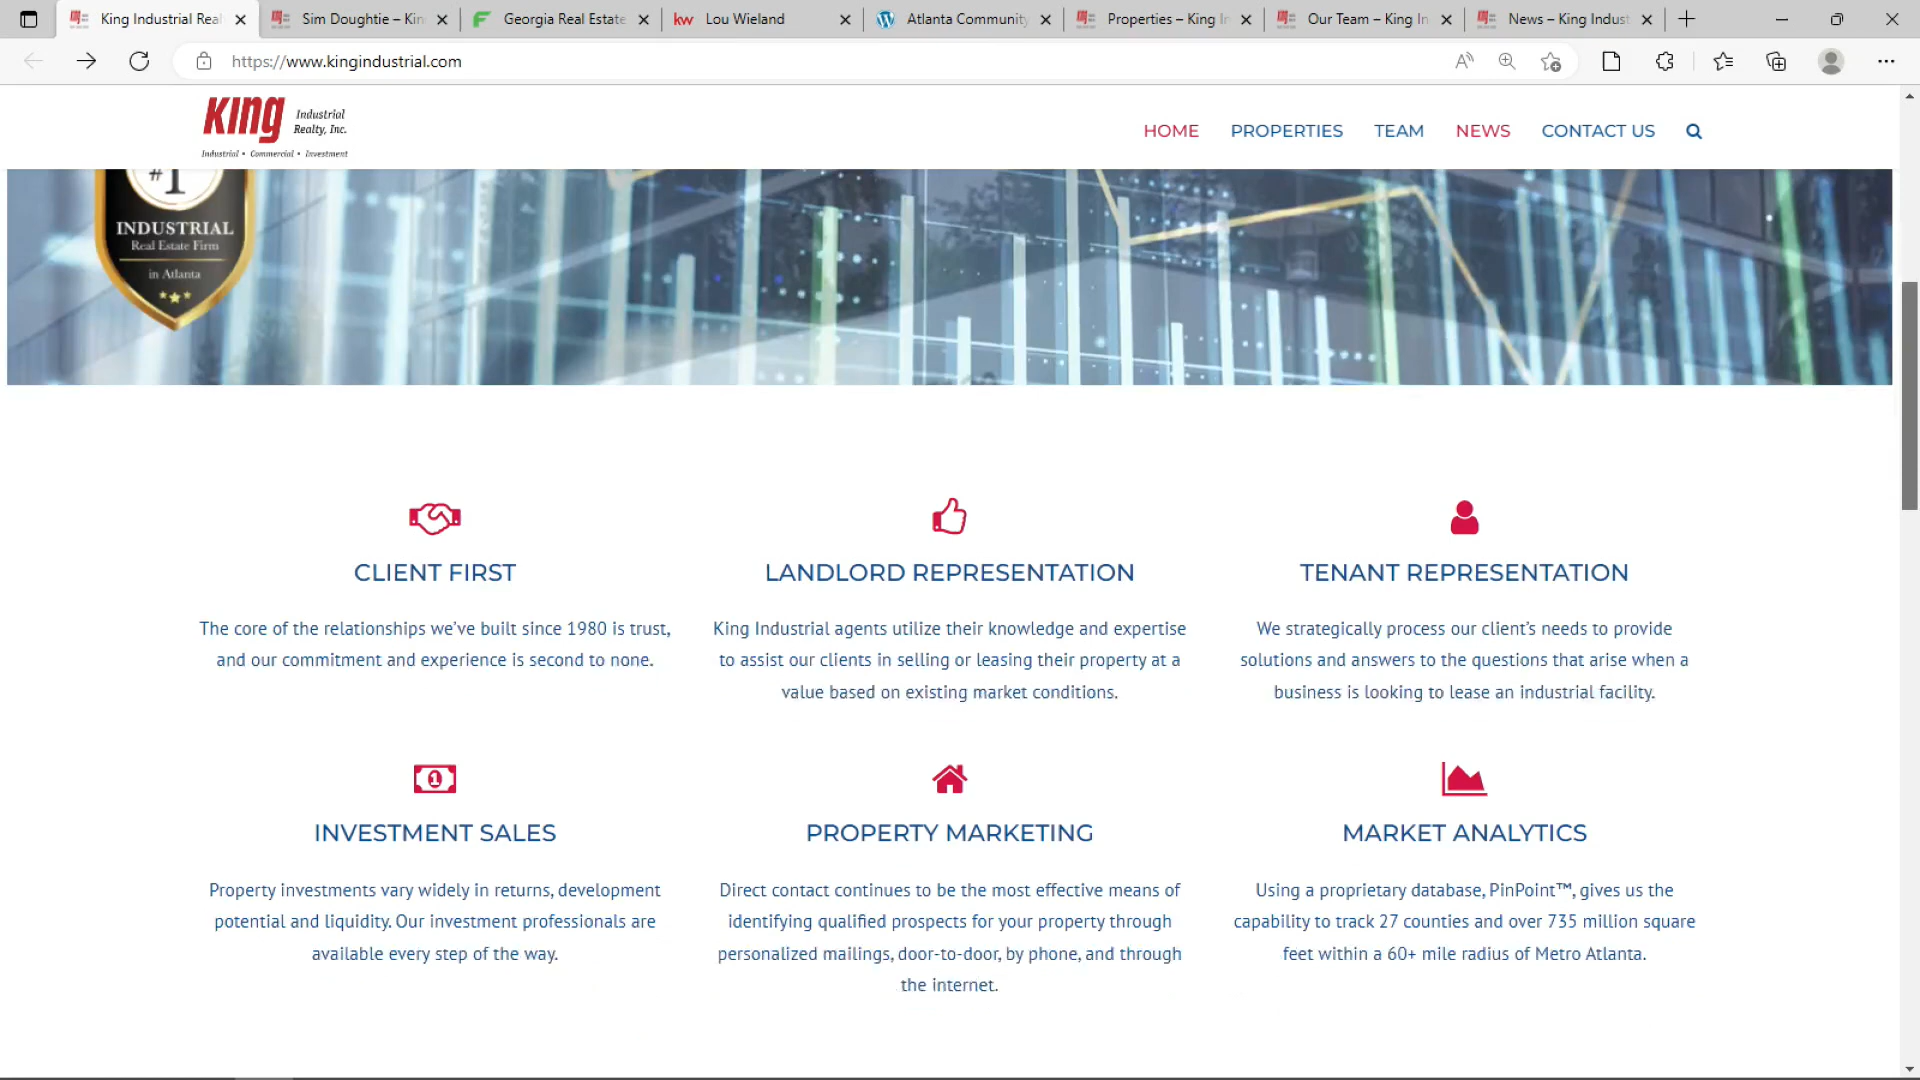 King Industrial Real
Sim Doughtie – Kin
Georgia Real Estate
kw Lou Wieland
Atlanta Community
Properties – King In
Our Team – King In
News – King Indust
https://www.kingindustrial.com
King Industrial
Realty, Inc.
Industrial • Commercial • Investment
HOME PROPERTIES TEAM NEWS CONTACT US
#1
INDUSTRIAL
Real Estate Firm
in Atlanta
CLIENT FIRST
The core of the relationships we’ve built since 1980 is trust,
and our commitment and experience is second to none.
LANDLORD REPRESENTATION
King Industrial agents utilize their knowledge and expertise
to assist our clients in selling or leasing their property at a
value based on existing market conditions.
TENANT REPRESENTATION
We strategically process our client’s needs to provide
solutions and answers to the questions that arise when a
business is looking to lease an industrial facility.
INVESTMENT SALES
Property investments vary widely in returns, development
potential and liquidity. Our investment professionals are
available every step of the way.
PROPERTY MARKETING
Direct contact continues to be the most effective means of
identifying qualified prospects for your property through
personalized mailings, door-to-door, by phone, and through
the internet.
MARKET ANALYTICS
Using a proprietary database, PinPoint™, gives us the
capability to track 27 counties and over 735 million square
feet within a 60+ mile radius of Metro Atlanta.